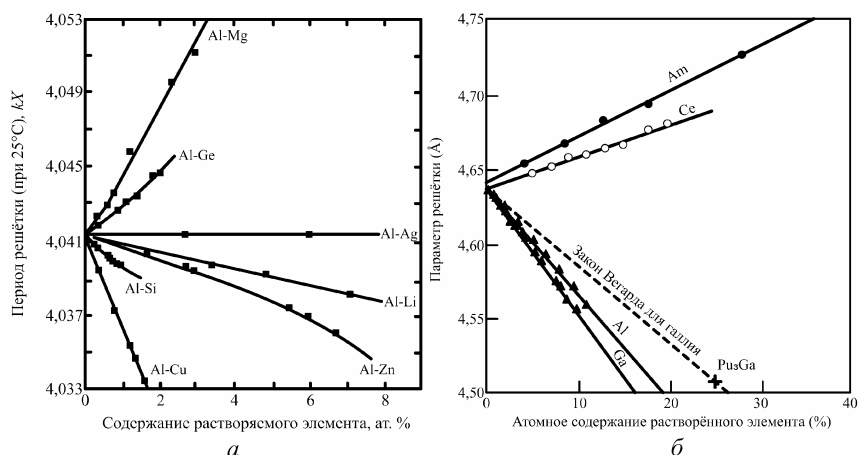 4,053
4,049
4,045
4,041
4,037
4,033
Период решётки (при 25°С), kX
Al-Mg
Al-Ge
Al-Ag
Al-Si
Al-Li
Al-Cu
Al-Zn
0 2 4 6 8
Содержание растворясмого элсмента, ат. %
а
4,75
4,70
4,65
4,60
4,55
4,50
Параметр решётки (Å)
Am
Ce
Закон Вегарда для галлия
Al
Ga
Pu₃Ga
0 10 20 30 40
Атомное содержание растворённого элемента (%)
б